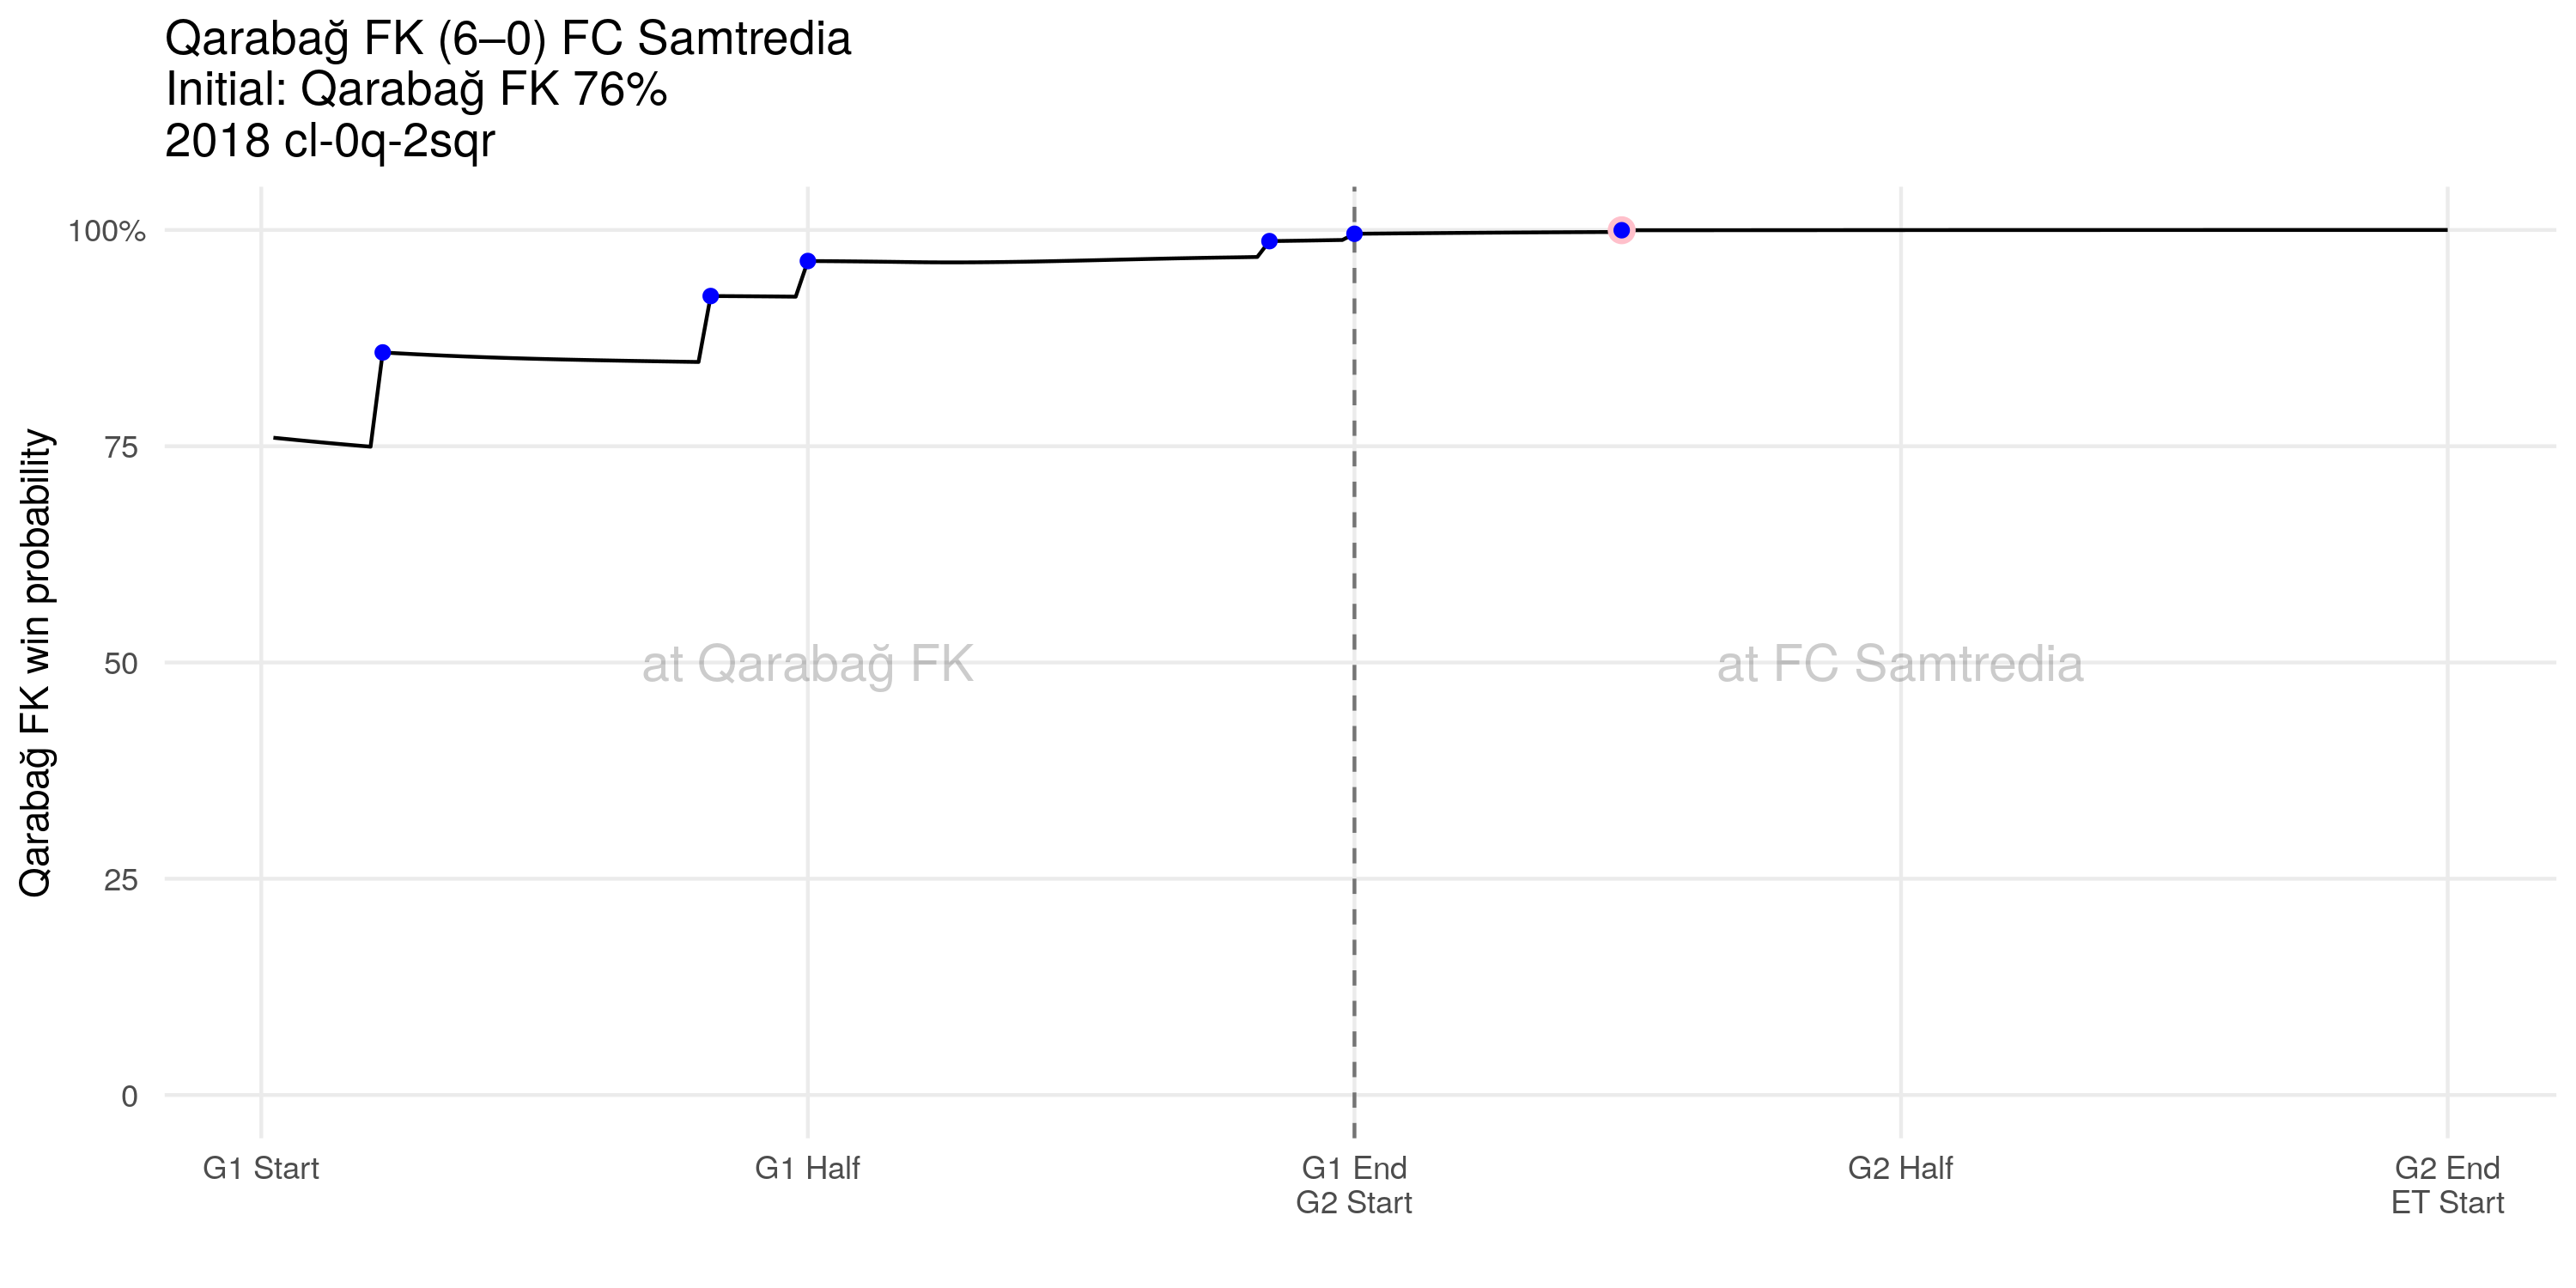 Qarabağ FK (6–0) FC Samtredia
Initial: Qarabağ FK 76%
2018 cl-0q-2sqr
Qarabağ FK win probability
100%
75
50
25
0
at Qarabağ FK
at FC Samtredia
G1 Start
G1 Half
G1 End
G2 Start
G2 Half
G2 End
ET Start